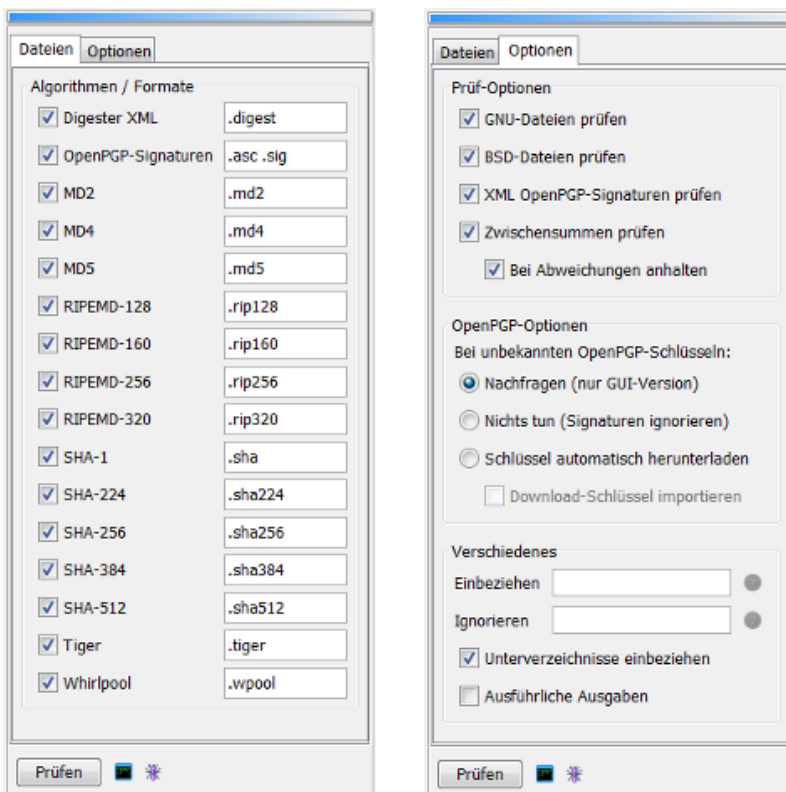 Dateien Optionen
Algorithmen / Formate
Digester XML .digest
OpenPGP-Signaturen .asc .sig
MD2 .md2
MD4 .md4
MD5 .md5
RIPEMD-128 .rip128
RIPEMD-160 .rip160
RIPEMD-256 .rip256
RIPEMD-320 .rip320
SHA-1 .sha
SHA-224 .sha224
SHA-256 .sha256
SHA-384 .sha384
SHA-512 .sha512
Tiger .tiger
Whirlpool .wpool
Prüfen
Dateien Optionen
Prüf-Optionen
GNU-Dateien prüfen
BSD-Dateien prüfen
XML OpenPGP-Signaturen prüfen
Zwischensummen prüfen
Bei Abweichungen anhalten
OpenPGP-Optionen
Bei unbekannten OpenPGP-Schlüsseln:
Nachfragen (nur GUI-Version)
Nichts tun (Signaturen ignorieren)
Schlüssel automatisch herunterladen
Download-Schlüssel importieren
Verschiedenes
Einbeziehen
Ignorieren
Unterverzeichnisse einbeziehen
Ausführliche Ausgaben
Prüfen